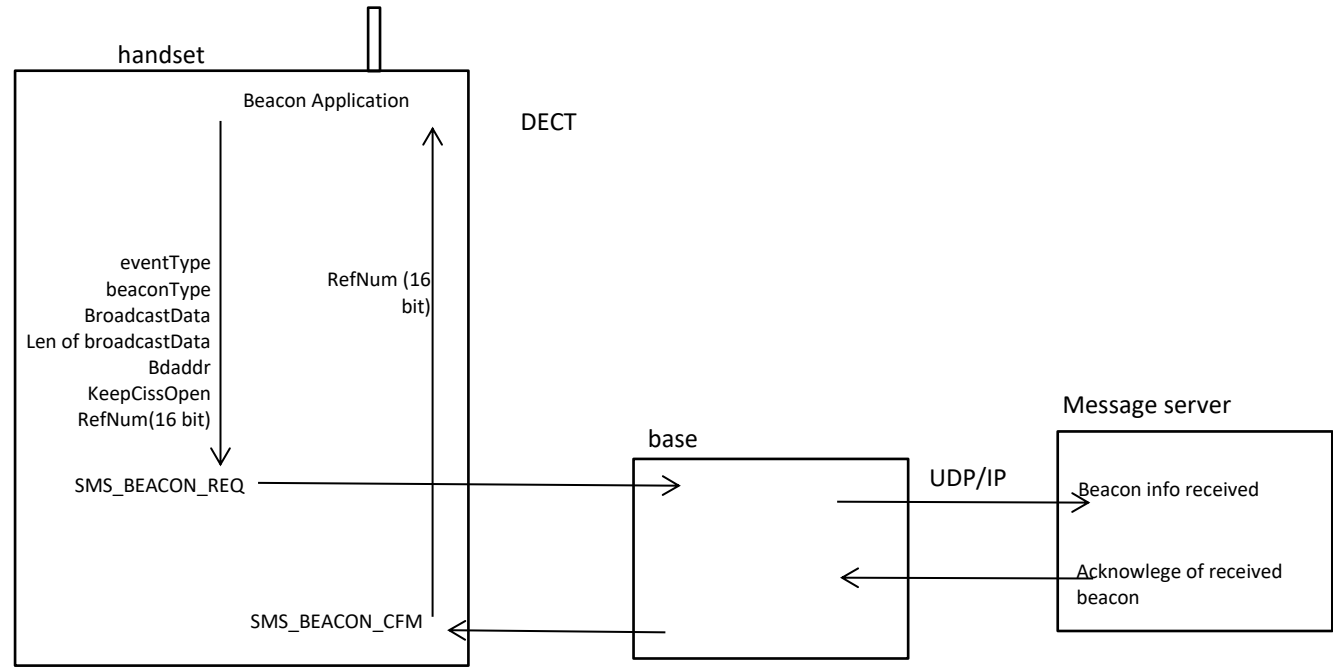 handset
Beacon Application
DECT
eventType
beaconType
BroadcastData
Len of broadcastData
Bdaddr
KeepCissOpen
RefNum(16 bit)
RefNum (16
bit)
SMS_BEACON_REQ
base
UDP/IP
Message server
Beacon info received
Acknowlege of received
beacon
SMS_BEACON_CFM